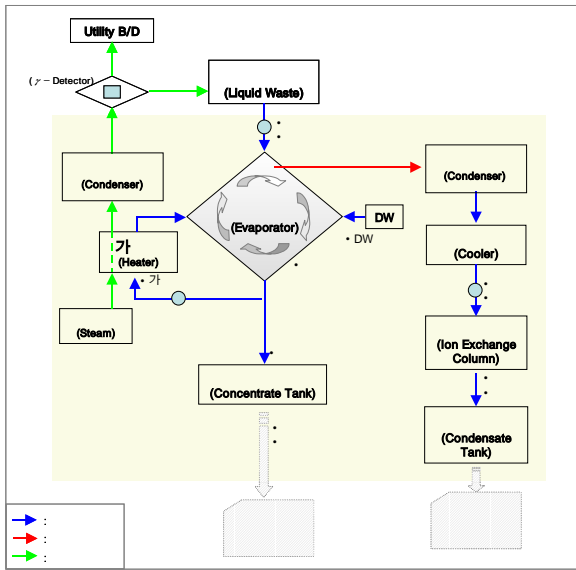 Utility B/D
(γ－Detector)
(Liquid Waste)
:
(Condenser)
(Condenser)
(Evaporator)
DW
• DW
가
(Heater)
• 가
(Cooler)
•
:
(Steam)
•
(Ion Exchange
Column)
(Concentrate Tank)
:
(Condensate
Tank)
:
:
:
: